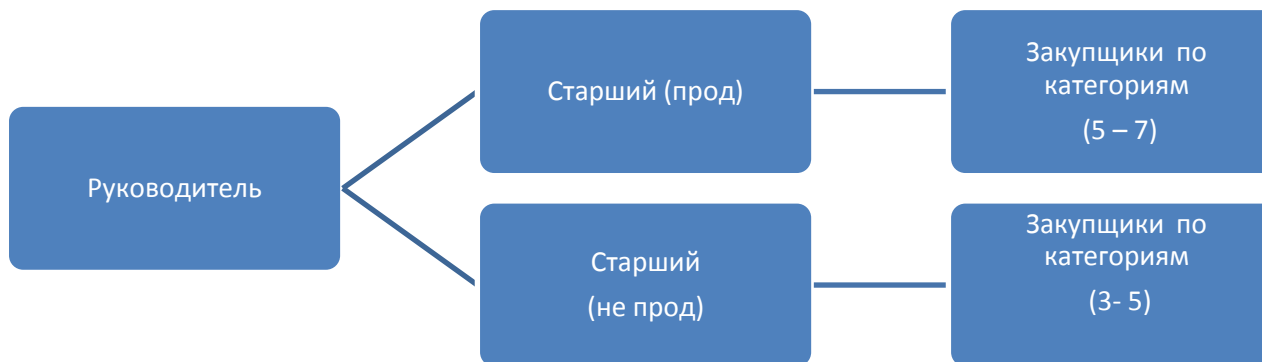 Руководитель
Старший (прод)
Закупщики по
категориям
(5 – 7)
Старший
(не прод)
Закупщики по
категориям
(3- 5)